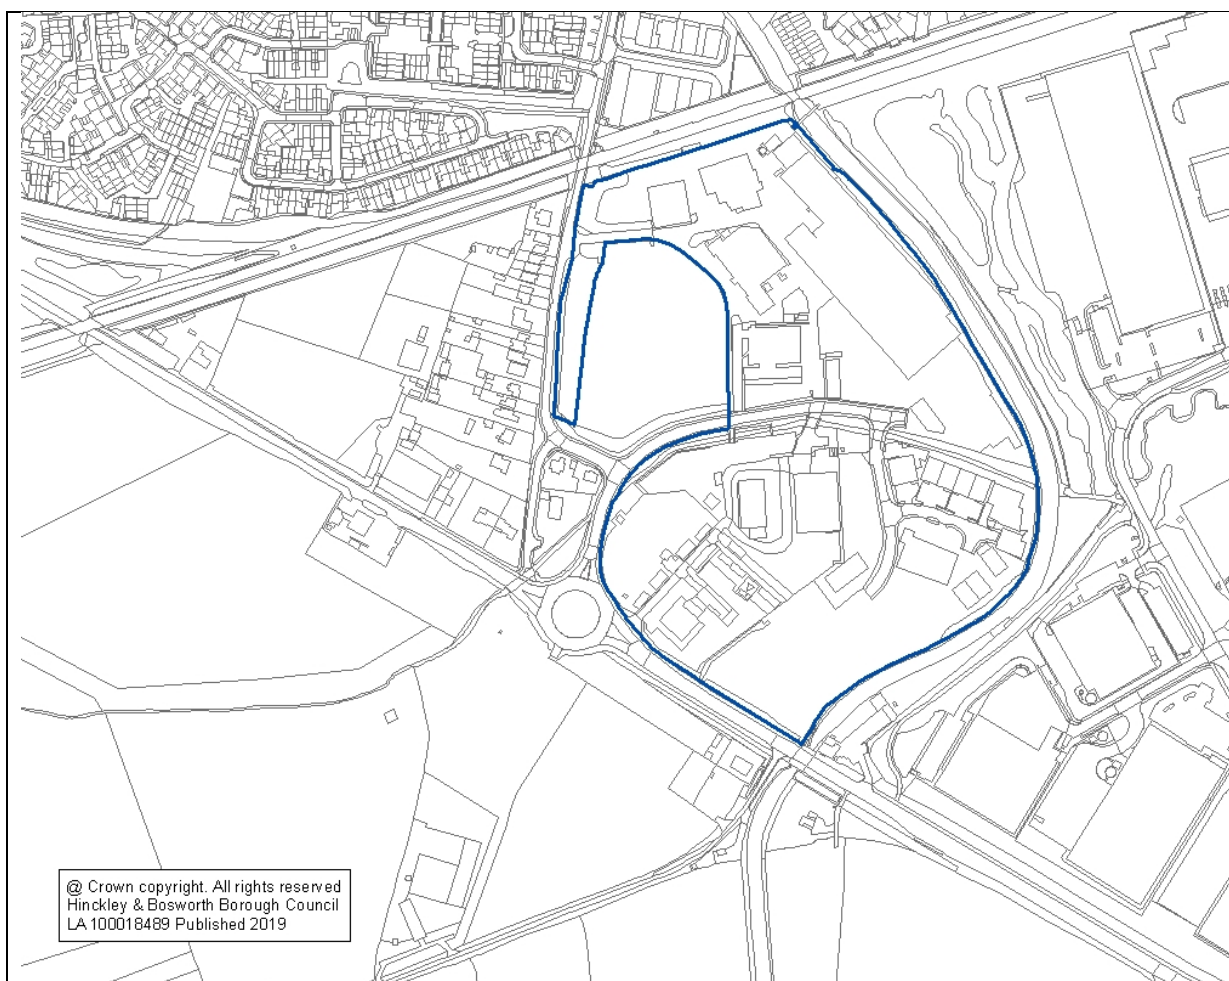 @ Crown copyright. All rights reserved
Hinckley & Bosworth Borough Council
LA 100018489 Published 2019